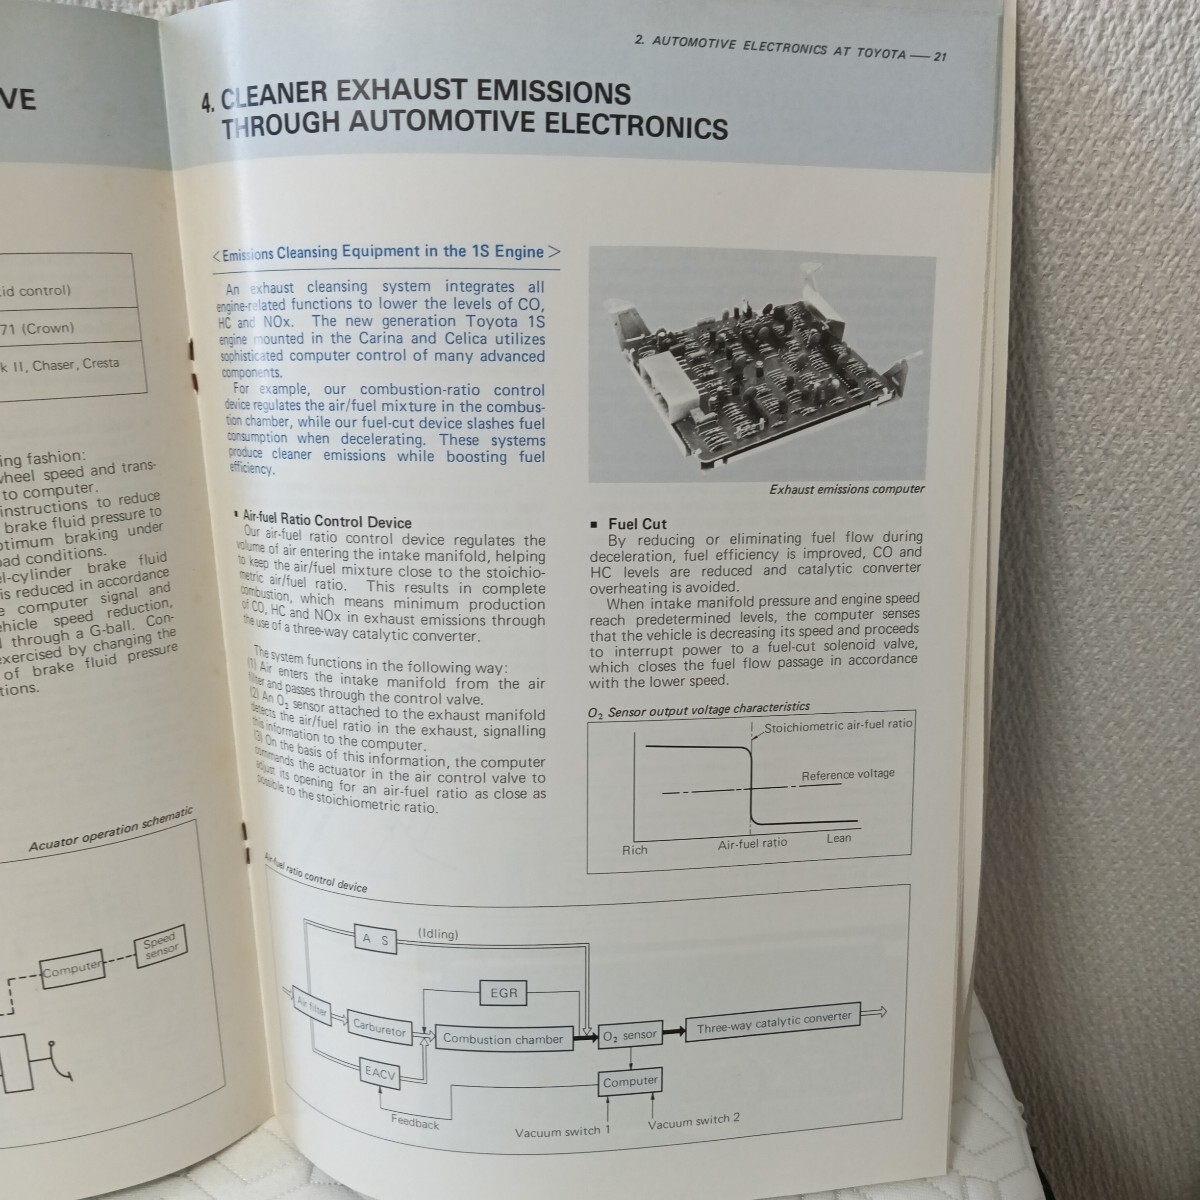 VE
id control)
71 (Crown)
k II, Chaser, Cresta
ing fashion:
wheel speed and trans-
to computer.
instructions to reduce
brake fluid pressure to
ptimum braking under
ad conditions.
el-cylinder brake fluid
is reduced in accordance
e computer signal and
ehicle speed reduction,
through a G-ball. Con-
exercised by changing the
of brake fluid pressure
tions.
Acuator operation schematic
Computer
Speed
sensor
2. AUTOMOTIVE ELECTRONICS AT TOYOTA — 21
4. CLEANER EXHAUST EMISSIONS
THROUGH AUTOMOTIVE ELECTRONICS
<Emissions Cleansing Equipment in the 1S Engine>
An exhaust cleansing system integrates all
engine-related functions to lower the levels of CO,
HC and NOx. The new generation Toyota 1S
engine mounted in the Carina and Celica utilizes
sophisticated computer control of many advanced
components.
For example, our combustion-ratio control
device regulates the air/fuel mixture in the combus-
tion chamber, while our fuel-cut device slashes fuel
consumption when decelerating. These systems
produce cleaner emissions while boosting fuel
efficiency.
Exhaust emissions computer
▪ Air-fuel Ratio Control Device
Our air-fuel ratio control device regulates the
volume of air entering the intake manifold, helping
to keep the air/fuel mixture close to the stoichio-
metric air/fuel ratio. This results in complete
combustion, which means minimum production
of CO, HC and NOx in exhaust emissions through
the use of a three-way catalytic converter.
The system functions in the following way:
(1) Air enters the intake manifold from the air
filter and passes through the control valve.
(2) An O₂ sensor attached to the exhaust manifold
detects the air/fuel ratio in the exhaust, signalling
this information to the computer.
(3) On the basis of this information, the computer
commands the actuator in the air control valve to
adjust its opening for an air-fuel ratio as close as
possible to the stoichiometric ratio.
▪ Fuel Cut
By reducing or eliminating fuel flow during
deceleration, fuel efficiency is improved, CO and
HC levels are reduced and catalytic converter
overheating is avoided.
When intake manifold pressure and engine speed
reach predetermined levels, the computer senses
that the vehicle is decreasing its speed and proceeds
to interrupt power to a fuel-cut solenoid valve,
which closes the fuel flow passage in accordance
with the lower speed.
O₂ Sensor output voltage characteristics
Stoichiometric air-fuel ratio
Reference voltage
Rich
Air-fuel ratio
Lean
Air-fuel ratio control device
A S
(Idling)
EGR
Air filter
Carburetor
Combustion chamber
O₂ sensor
Three-way catalytic converter
EACV
Computer
Feedback
Vacuum switch 1
Vacuum switch 2